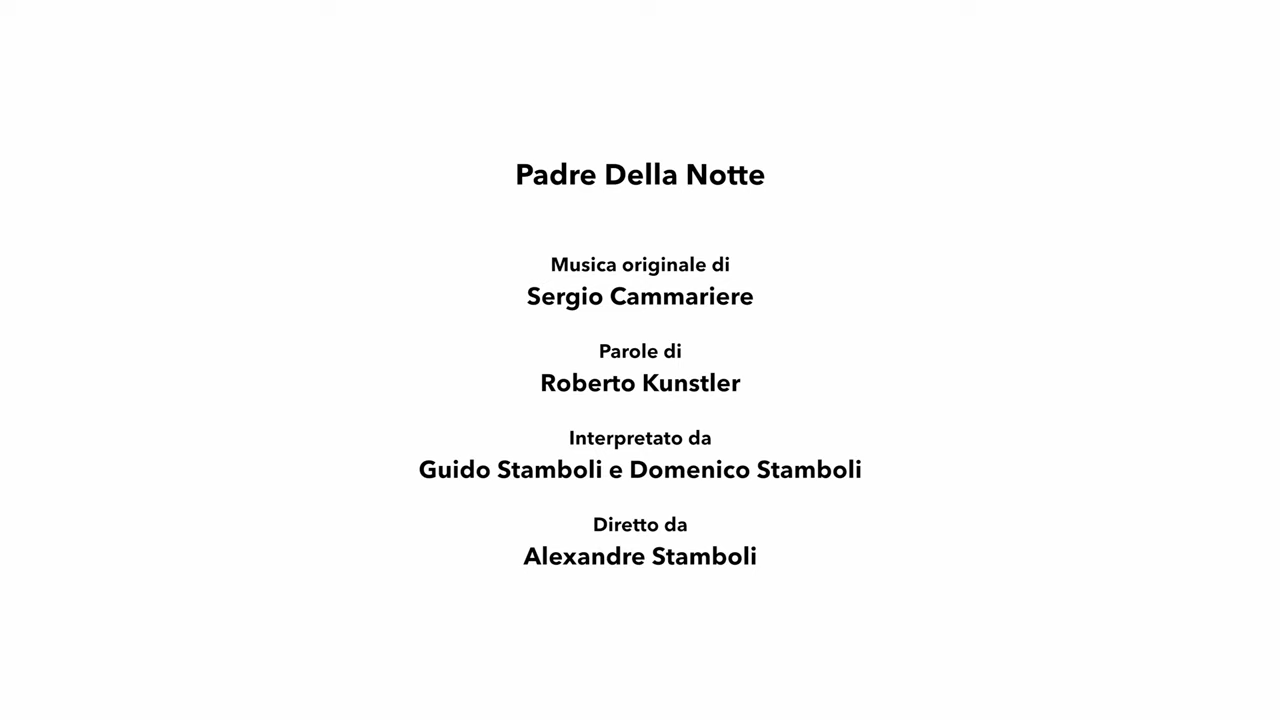 Padre Della Notte
Musica originale di
Sergio Cammariere
Parole di
Roberto Kunstler
Interpretato da
Guido Stamboli e Domenico Stamboli
Diretto da
Alexandre Stamboli